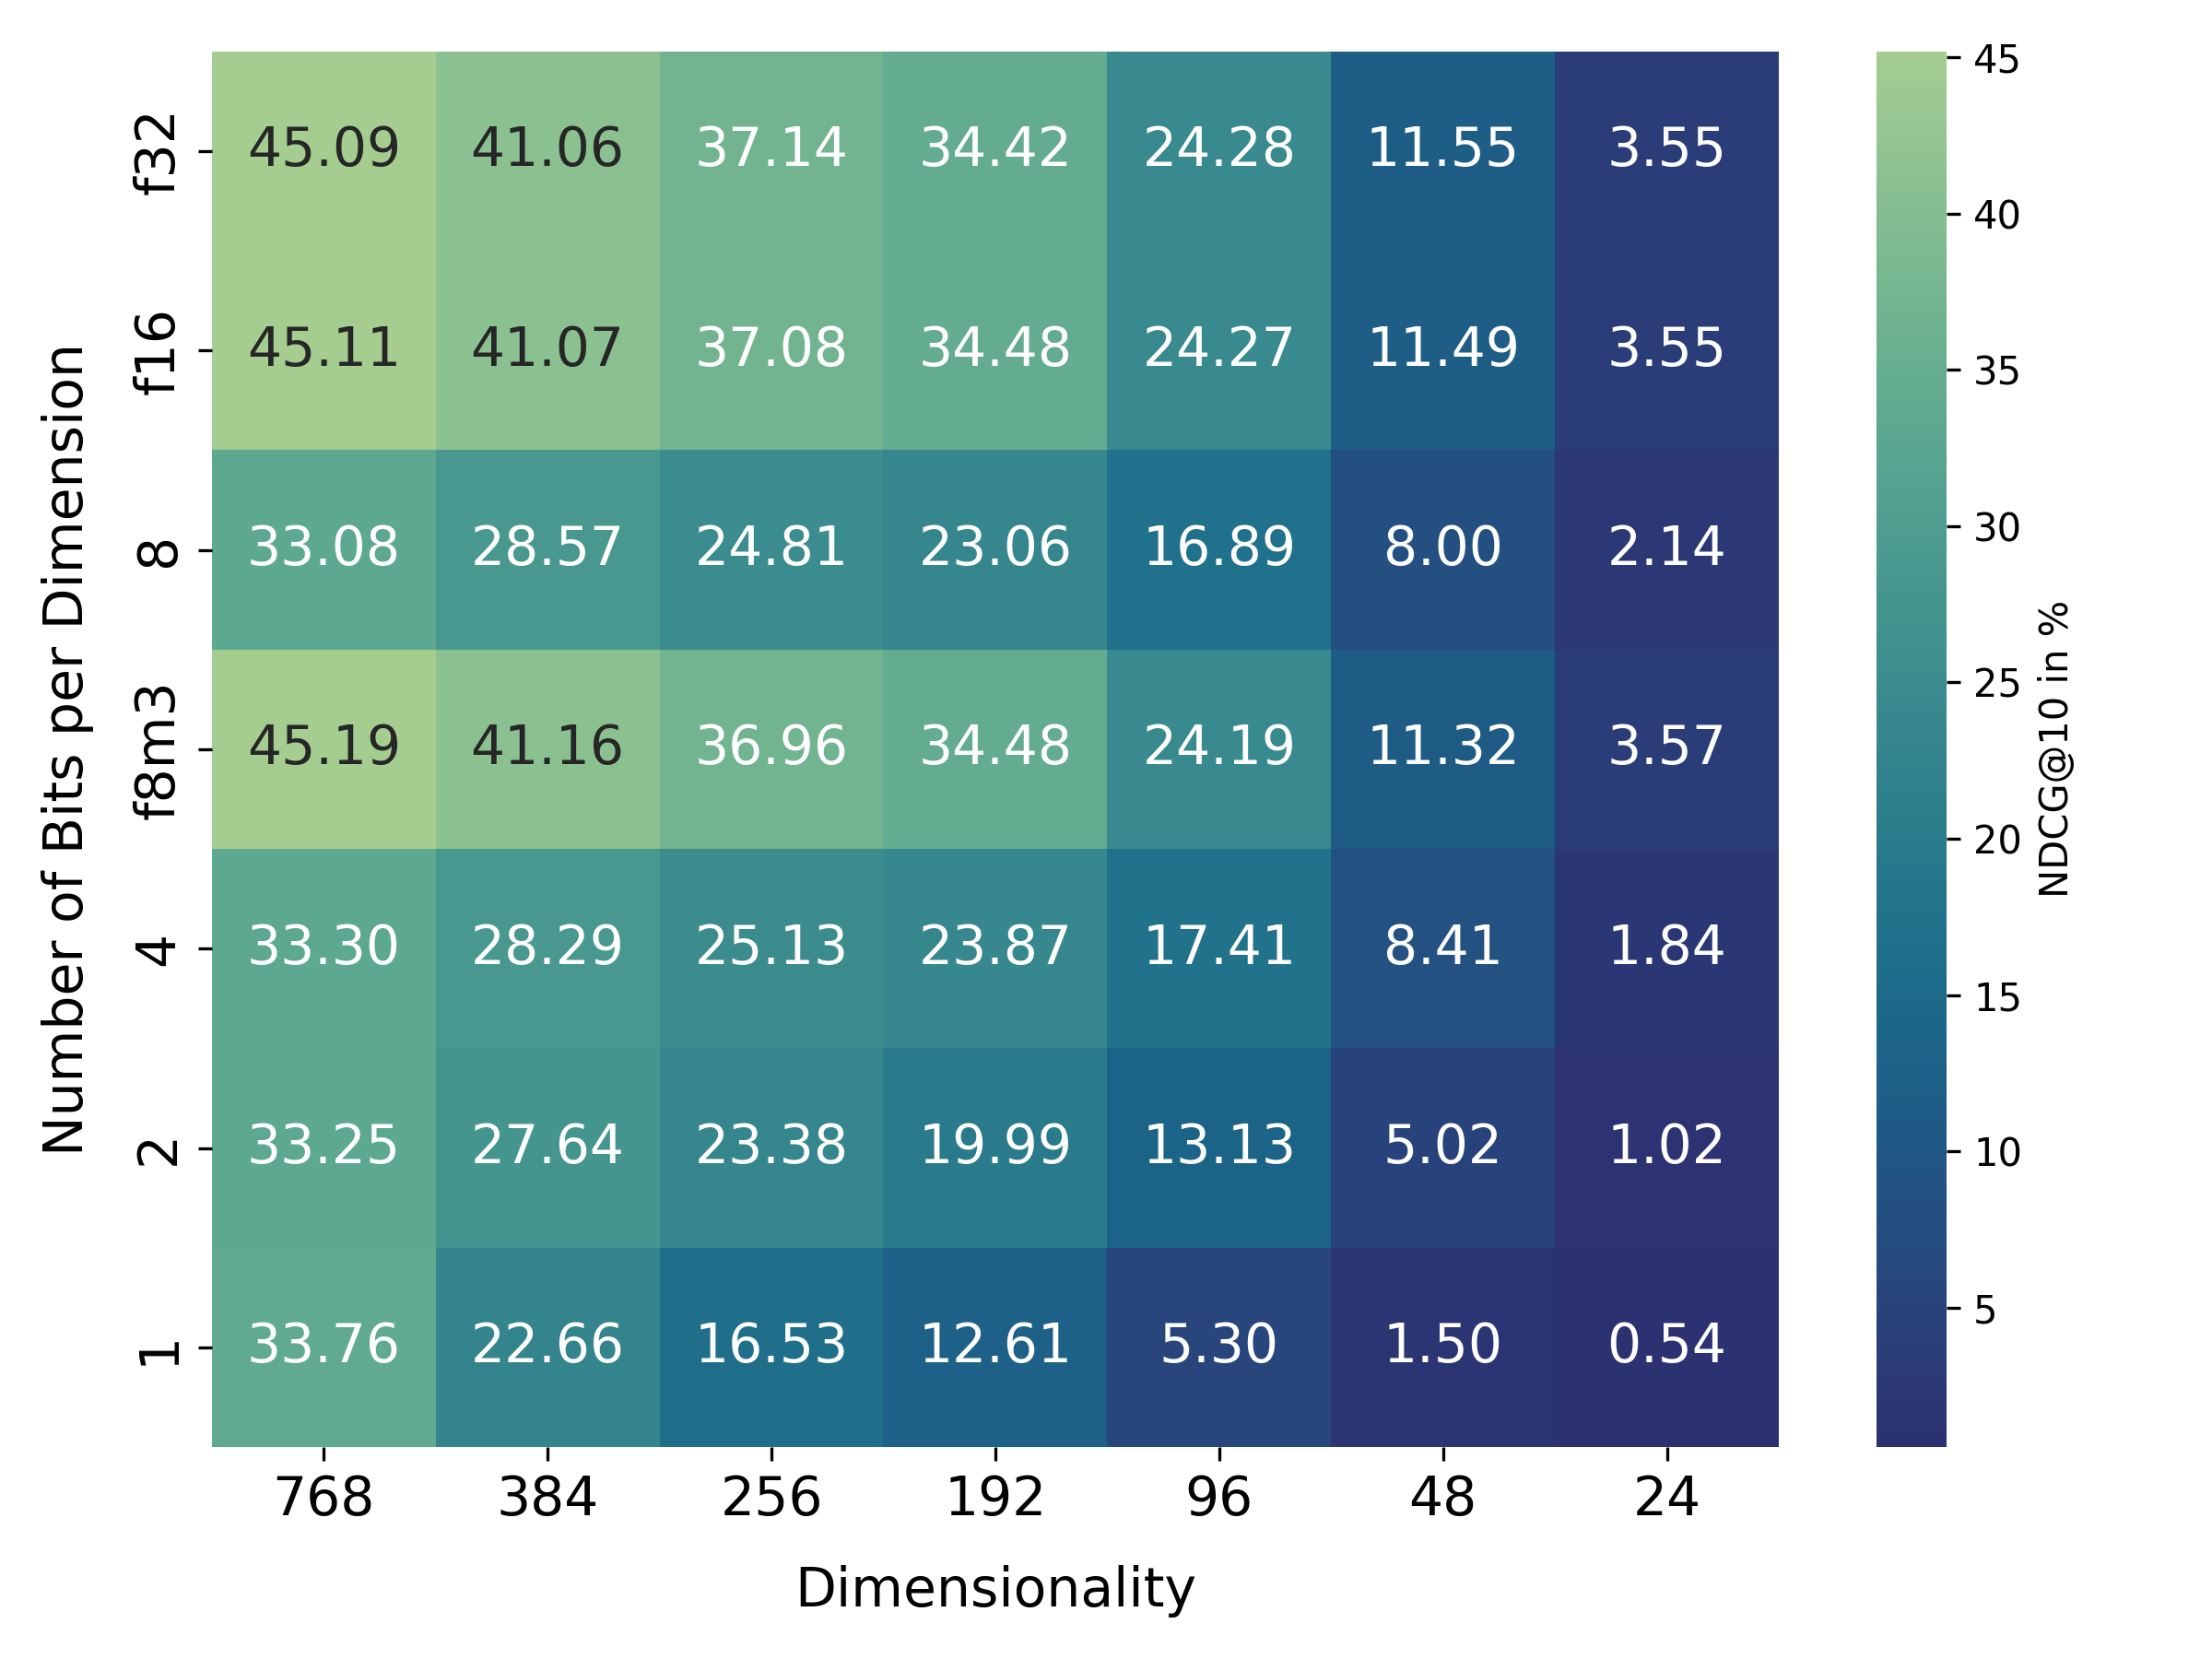 Number of Bits per Dimension
f32 45.09 41.06 37.14 34.42 24.28 11.55 3.55
f16 45.11 41.07 37.08 34.48 24.27 11.49 3.55
8 33.08 28.57 24.81 23.06 16.89 8.00 2.14
f8m3 45.19 41.16 36.96 34.48 24.19 11.32 3.57
4 33.30 28.29 25.13 23.87 17.41 8.41 1.84
2 33.25 27.64 23.38 19.99 13.13 5.02 1.02
1 33.76 22.66 16.53 12.61 5.30 1.50 0.54
768 384 256 192 96 48 24
Dimensionality
45
40
35
30
25
20
15
10
5
NDCG@10 in %